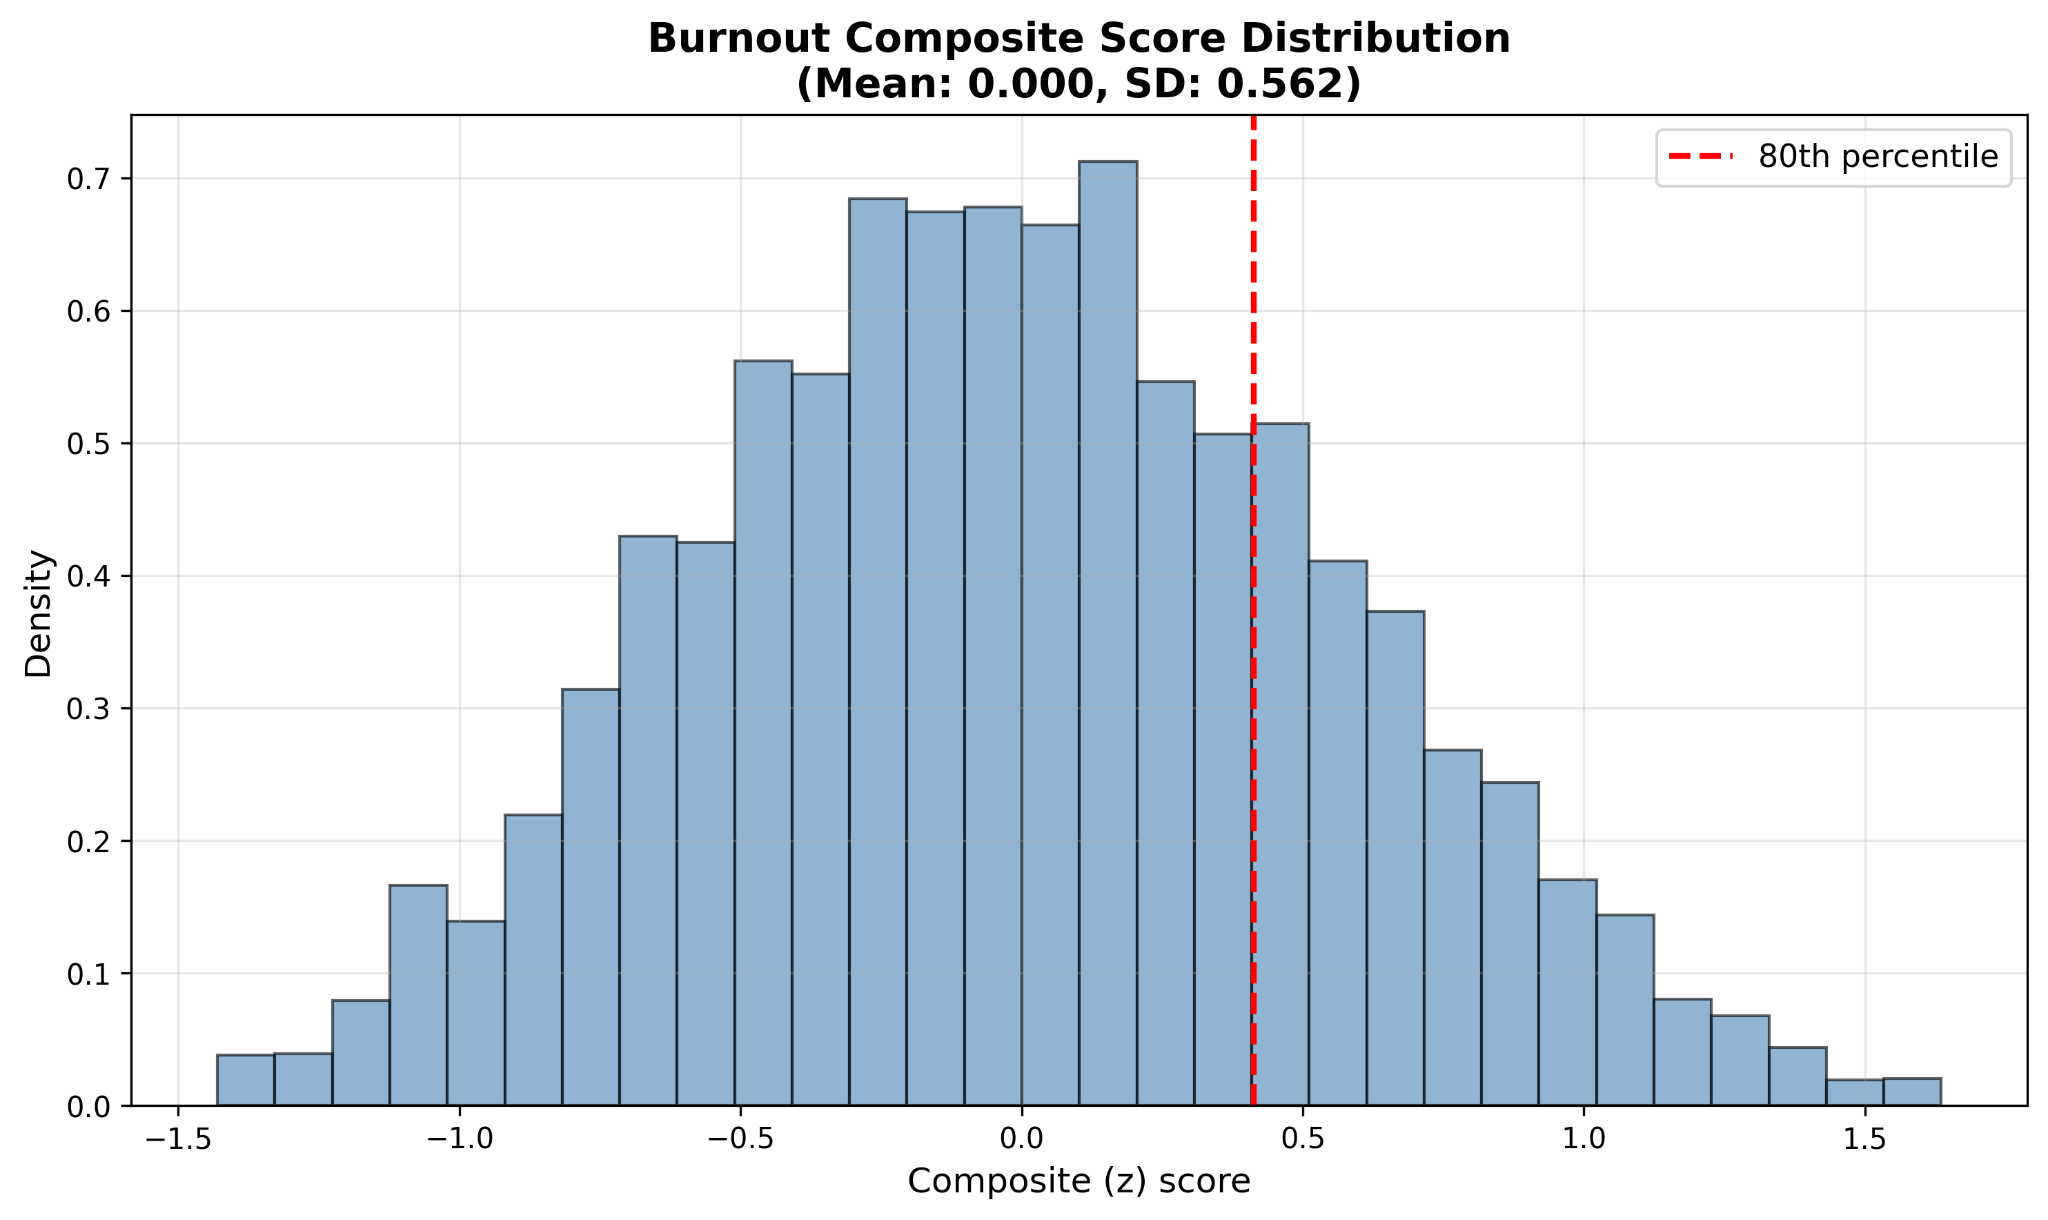 Burnout Composite Score Distribution
(Mean: 0.000, SD: 0.562)
80th percentile
Density
0.7
0.6
0.5
0.4
0.3
0.2
0.1
0.0
−1.5 −1.0 −0.5 0.0 0.5 1.0 1.5
Composite (z) score